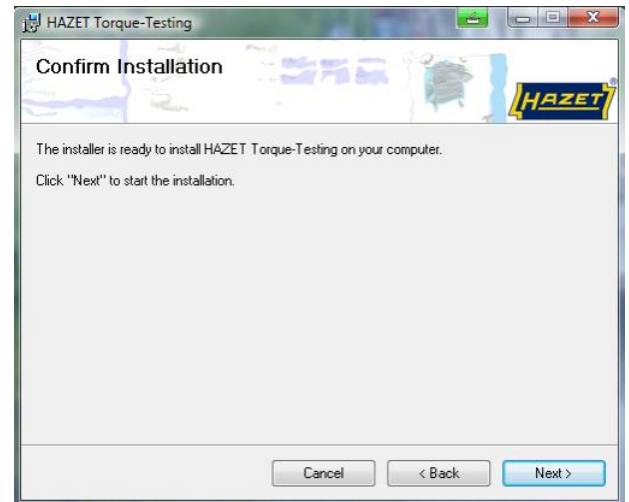 HAZET Torque-Testing
Confirm Installation
HAZET
The installer is ready to install HAZET Torque-Testing on your computer.
Click "Next" to start the installation.
Cancel
< Back
Next >